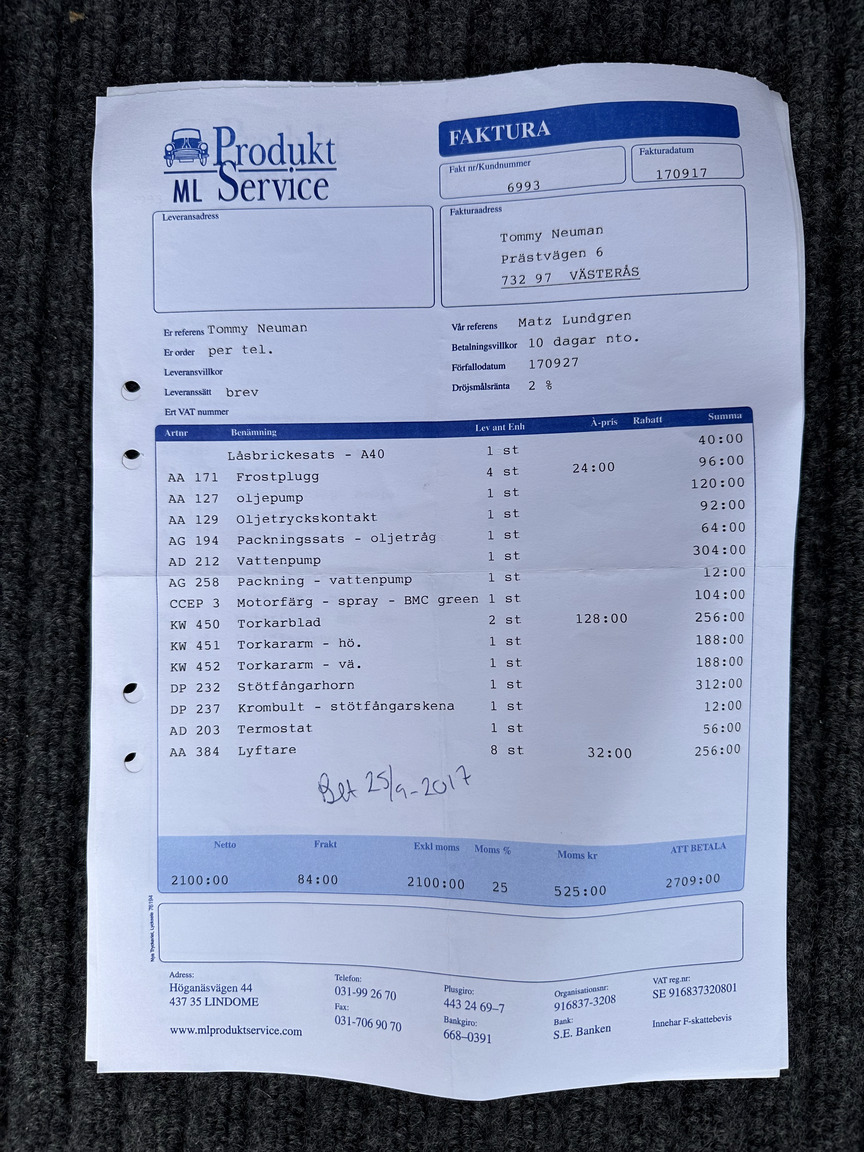 Produkt
ML Service
FAKTURA
Fakt nr/Kundnummer
6993
Fakturadatum
170917
Leveransadress
Fakturaadress
Tommy Neuman
Prästvägen 6
732 97 VÄSTERÅS
Er referens Tommy Neuman
Er order per tel.
Leveransvillkor
Leveranssätt brev
Ert VAT nummer
Vår referens Matz Lundgren
Betalningsvillkor 10 dagar nto.
Förfallodatum 170927
Dröjsmålsränta 2 %
Artnr Benämning Lev ant Enh À-pris Rabatt Summa
Låsbrickesats - A40 1 st 40:00
AA 171 Frostplugg 4 st 24:00 96:00
AA 127 oljepump 1 st 120:00
AA 129 Oljetryckskontakt 1 st 92:00
AG 194 Packningssats - oljetråg 1 st 64:00
AD 212 Vattenpump 1 st 304:00
AG 258 Packning - vattenpump 1 st 12:00
CCEP 3 Motorfärg - spray - BMC green 1 st 104:00
KW 450 Torkarblad 2 st 128:00 256:00
KW 451 Torkararm - hö. 1 st 188:00
KW 452 Torkararm - vä. 1 st 188:00
DP 232 Stötfångarhorn 1 st 312:00
DP 237 Krombult - stötfångarskena 1 st 12:00
AD 203 Termostat 1 st 56:00
AA 384 Lyftare 8 st 32:00 256:00
Bet 25/9-2017
Netto Frakt Exkl moms Moms % Moms kr ATT BETALA
2100:00 84:00 2100:00 25 525:00 2709:00
Adress:
Höganäsvägen 44
437 35 LINDOME
www.mlproduktservice.com
Telefon:
031-99 26 70
Fax:
031-706 90 70
Plusgiro:
443 24 69–7
Bankgiro:
668–0391
Organisationsnr:
916837-3208
Bank:
S.E. Banken
VAT reg.nr:
SE 916837320801
Innehar F-skattebevis